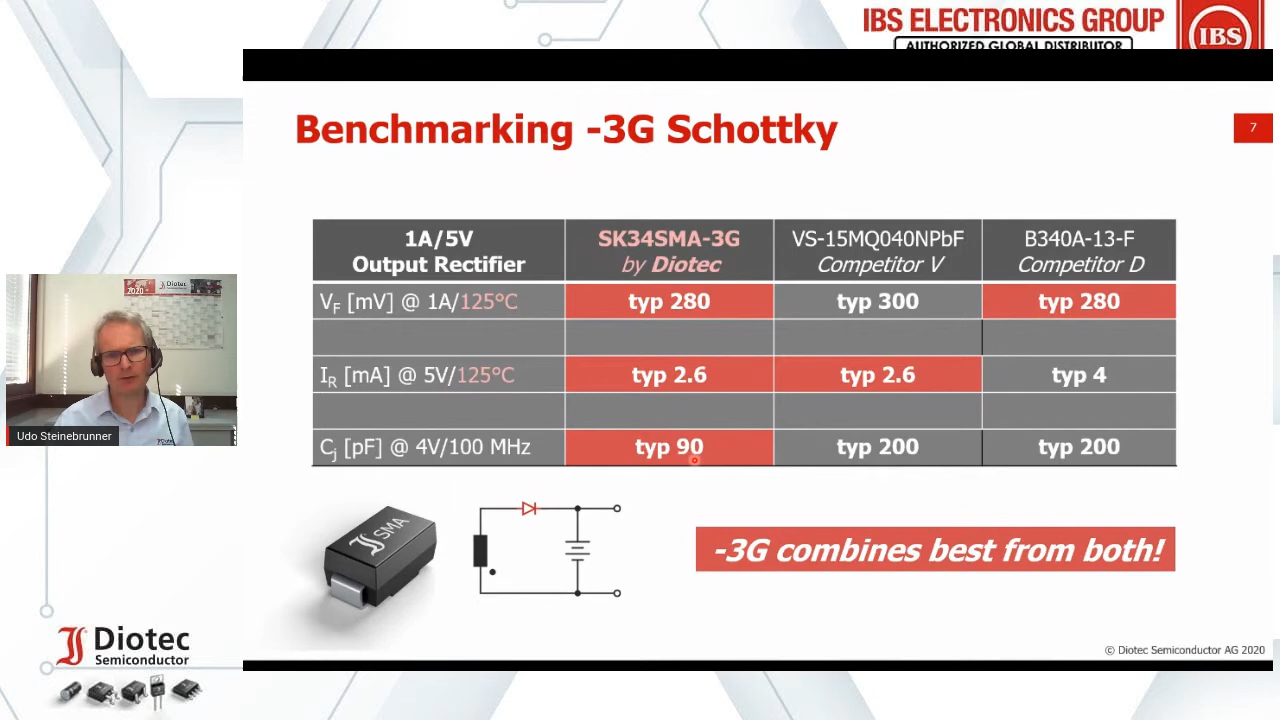 IBS ELECTRONICS GROUP
AUTHORIZED GLOBAL DISTRIBUTOR
IBS
Benchmarking -3G Schottky
7
1A/5V
Output Rectifier
SK34SMA-3G
by Diotec
VS-15MQ040NPbF
Competitor V
B340A-13-F
Competitor D
VF [mV] @ 1A/125°C
typ 280
typ 300
typ 280
IR [mA] @ 5V/125°C
typ 2.6
typ 2.6
typ 4
Cj [pF] @ 4V/100 MHz
typ 90
typ 200
typ 200
2020
Diotec
Udo Steinebrunner
SMA
-3G combines best from both!
Diotec
Semiconductor
© Diotec Semiconductor AG 2020